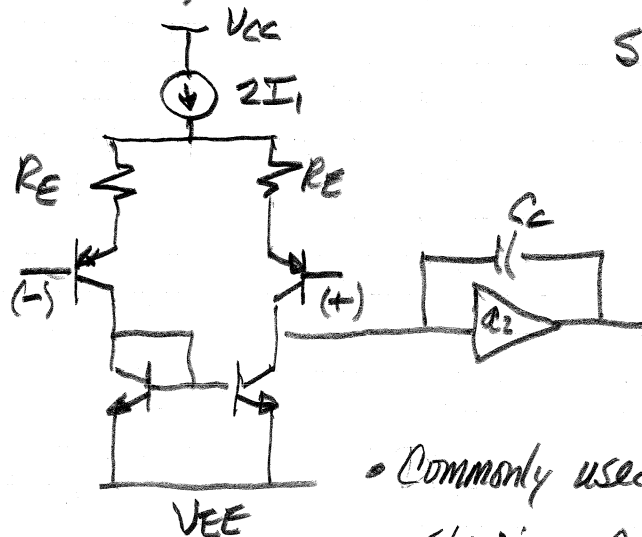 VCC
S
2I1
RE
RE
Cc
(-)
(+)
a2
• Commonly used
VEE